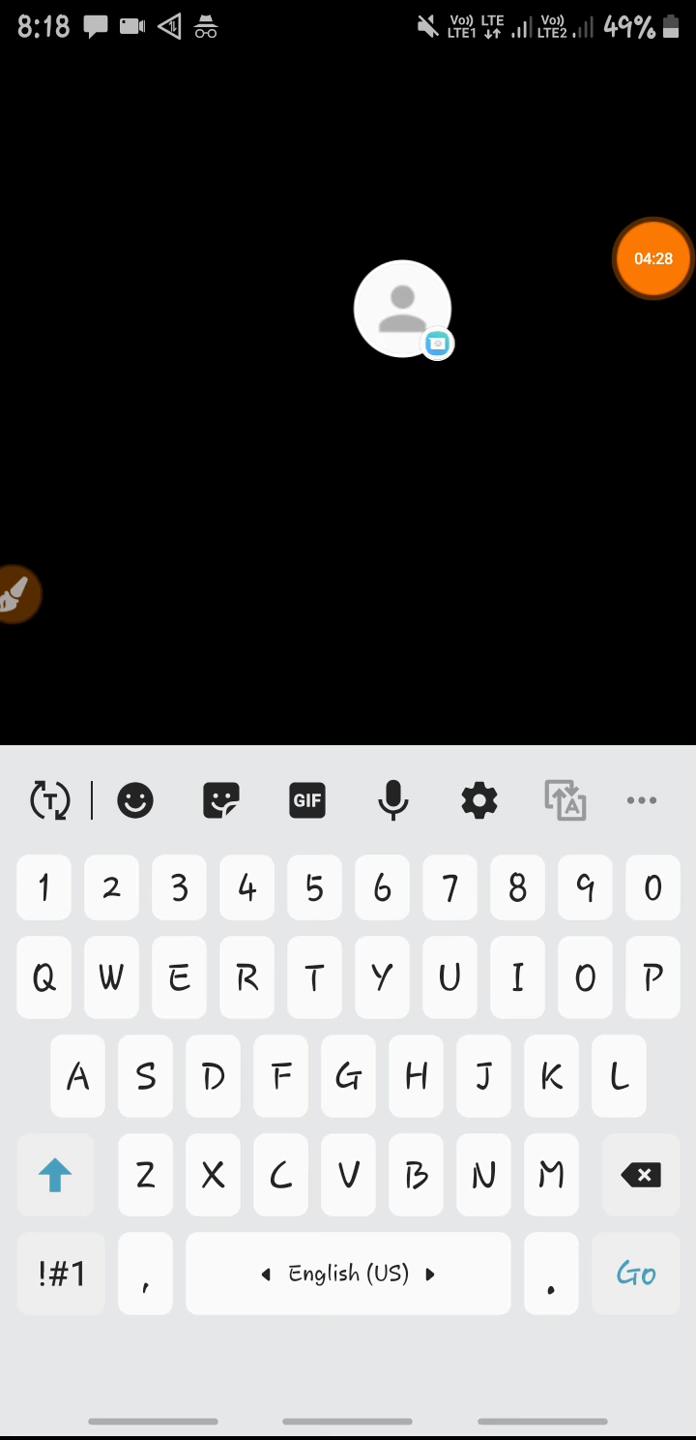 8:18 Vo)) LTE1 LTE Vo)) LTE2 49%
04:28
T GIF A
1 2 3 4 5 6 7 8 9 0
Q W E R T Y U I O P
A S D F G H J K L
Z X C V B N M
!#1 , English (US) . Go